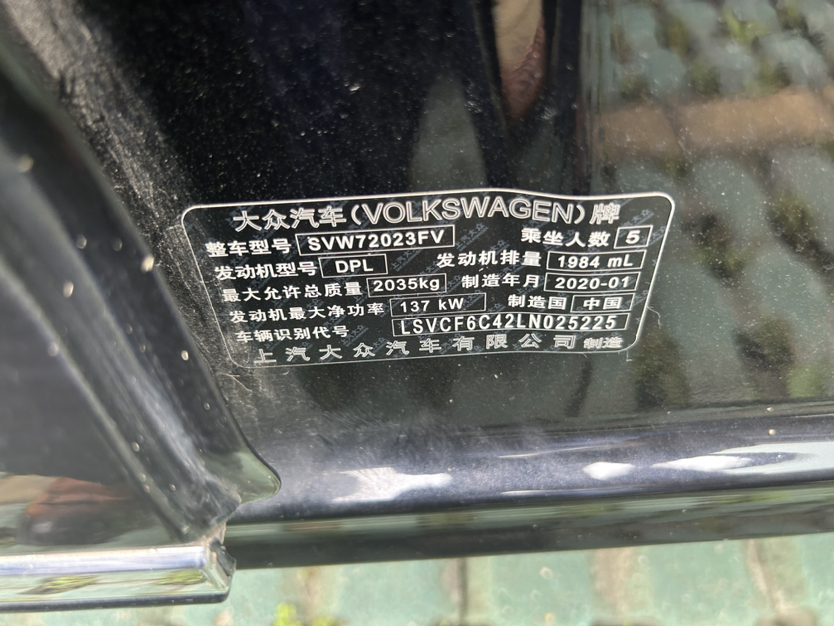 大众汽车(VOLKSWAGEN)牌
整车型号 SVW72023FV 乘坐人数 5
发动机型号 DPL 发动机排量 1984 mL
最大允许总质量 2035kg 制造年月 2020-01
发动机最大净功率 137 kW 制造国 中国
车辆识别代号 LSVCF6C42LN025225
上汽大众汽车有限公司 制造